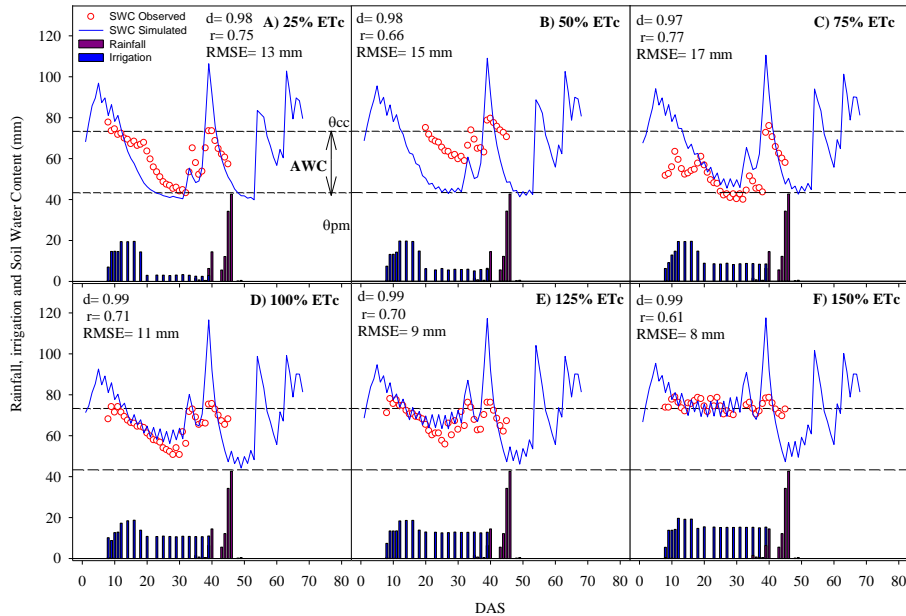 SWC Observed
SWC Simulated
Rainfall
Irrigation
d= 0.98
r= 0.75
RMSE= 13 mm
A) 25% ETc
d= 0.98
r= 0.66
RMSE= 15 mm
B) 50% ETc
d= 0.97
r= 0.77
RMSE= 17 mm
C) 75% ETc
θcc
AWC
θpm
120
100
80
60
40
20
0
d= 0.99
r= 0.71
RMSE= 11 mm
D) 100% ETc
d= 0.99
r= 0.70
RMSE= 9 mm
E) 125% ETc
d= 0.99
r= 0.61
RMSE= 8 mm
F) 150% ETc
100
80
60
40
20
0
Rainfall, irrigation and Soil Water Content (mm)
0 10 20 30 40 50 60 70 80
0 10 20 30 40 50 60 70 80
0 10 20 30 40 50 60 70 80
DAS